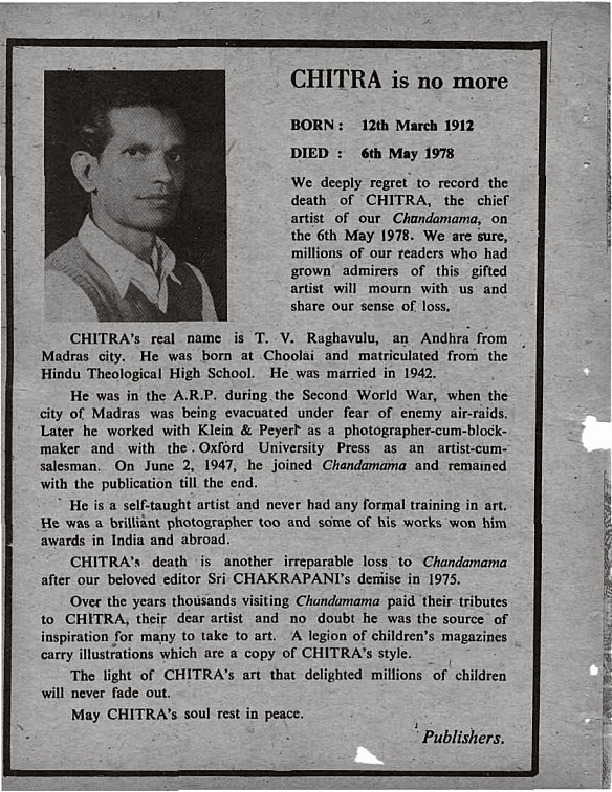 CHITRA is no more
BORN : 12th March 1912
DIED : 6th May 1978
We deeply regret to record the
death of CHITRA, the chief
artist of our Chandamama, on
the 6th May 1978. We are sure,
millions of our readers who had
grown admirers of this gifted
artist will mourn with us and
share our sense of loss.
CHITRA's real name is T. V. Raghavulu, an Andhra from
Madras city. He was born at Choolai and matriculated from the
Hindu Theological High School. He was married in 1942.
He was in the A.R.P. during the Second World War, when the
city of Madras was being evacuated under fear of enemy air-raids.
Later he worked with Klein & Peyerl as a photographer-cum-block-
maker and with the Oxford University Press as an artist-cum-
salesman. On June 2, 1947, he joined Chandamama and remained
with the publication till the end.
He is a self-taught artist and never had any formal training in art.
He was a brilliant photographer too and some of his works won him
awards in India and abroad.
CHITRA's death is another irreparable loss to Chandamama
after our beloved editor Sri CHAKRAPANI's demise in 1975.
Over the years thousands visiting Chandamama paid their tributes
to CHITRA, their dear artist and no doubt he was the source of
inspiration for many to take to art. A legion of children's magazines
carry illustrations which are a copy of CHITRA's style.
The light of CHITRA's art that delighted millions of children
will never fade out.
May CHITRA's soul rest in peace.
Publishers.